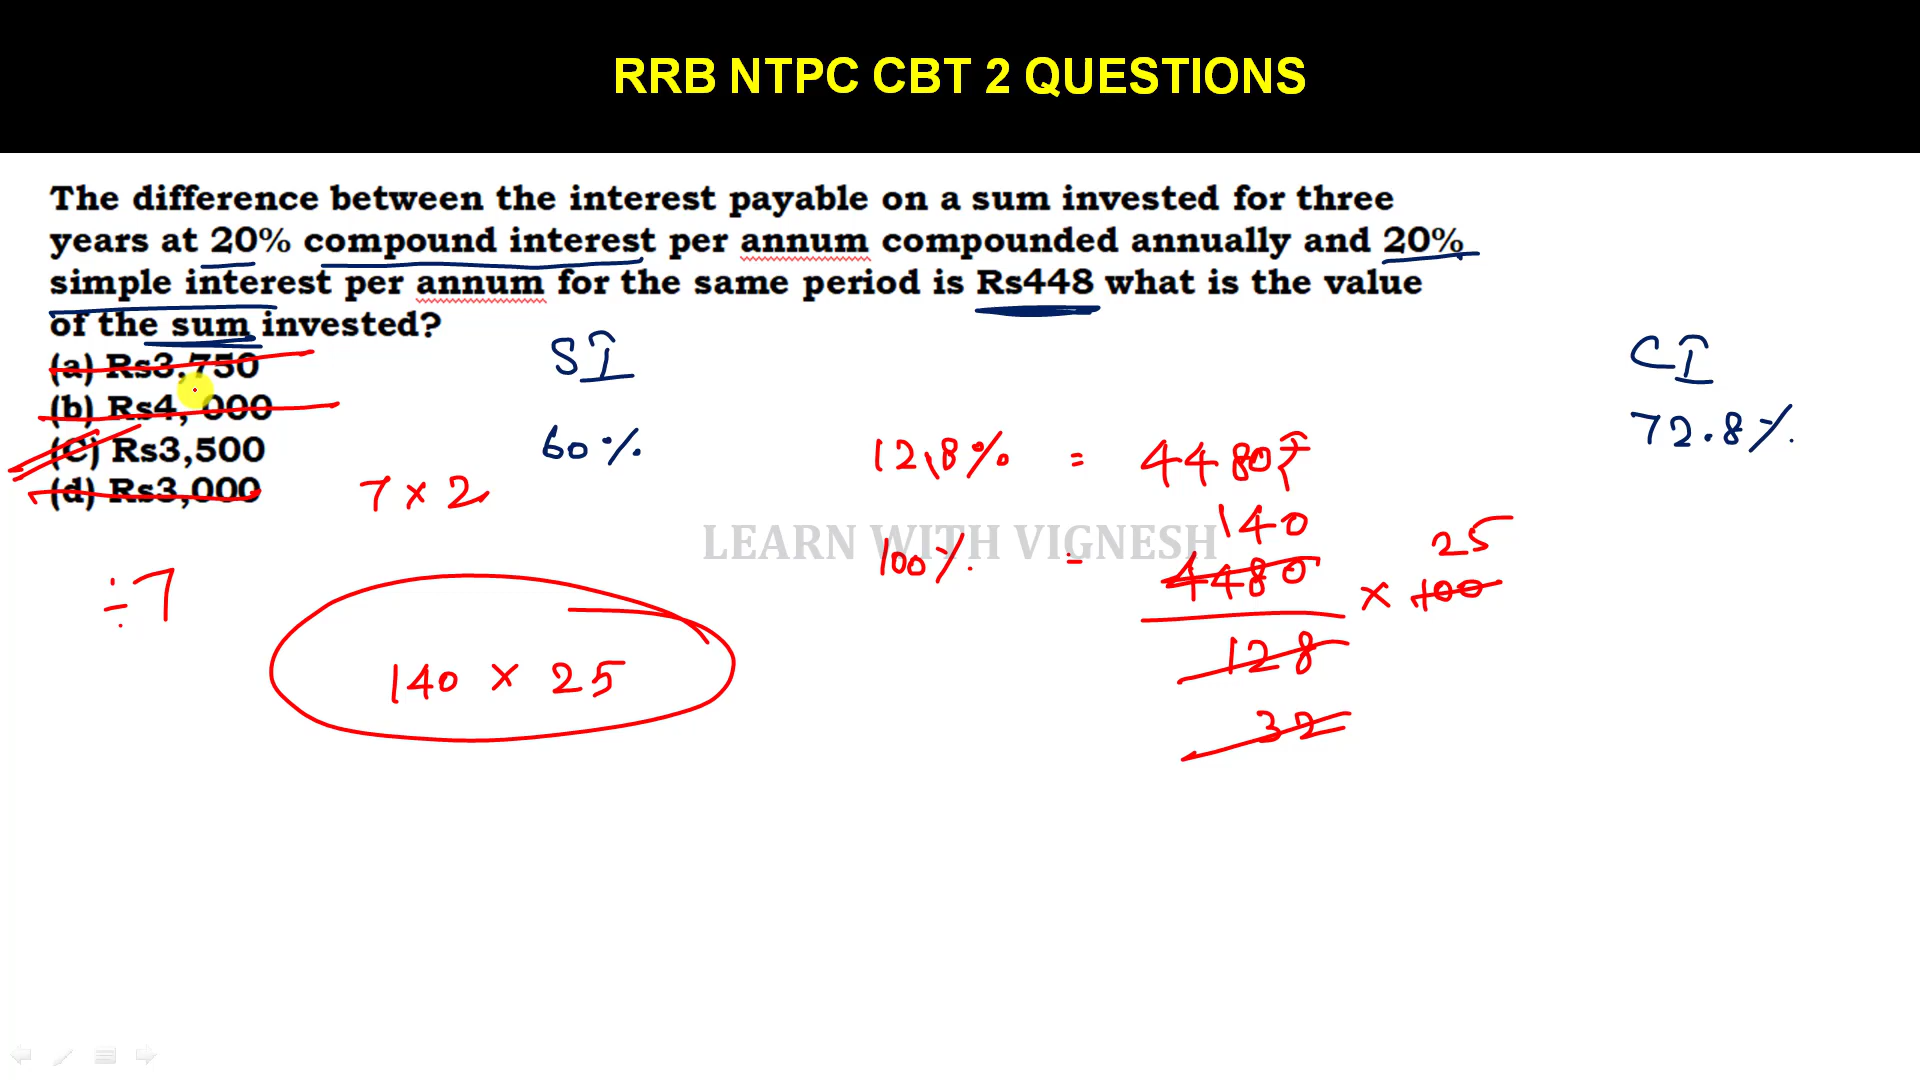 RRB NTPC CBT 2 QUESTIONS
The difference between the interest payable on a sum invested for three
years at 20% compound interest per annum compounded annually and 20%
simple interest per annum for the same period is Rs448 what is the value
of the sum invested?
(a) Rs3,750
(b) Rs4, 000
(C) Rs3,500
(d) Rs3,000
SI
CI
60%
72.8%
12.8% = 4480₹
7 × 2
LEARN WITH VIGNESH
140
25
100% = 4480 × 100
128
32
÷7
140 × 25